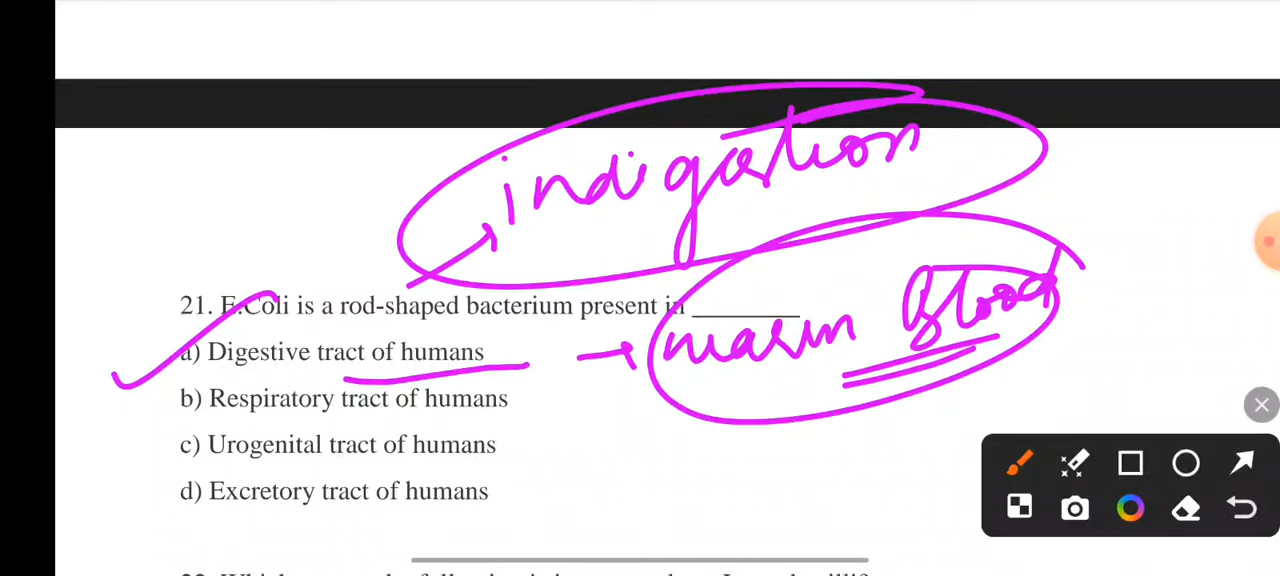 indigastion
21. E.Coli is a rod-shaped bacterium present in ________
warm Blood
a) Digestive tract of humans
b) Respiratory tract of humans
c) Urogenital tract of humans
d) Excretory tract of humans